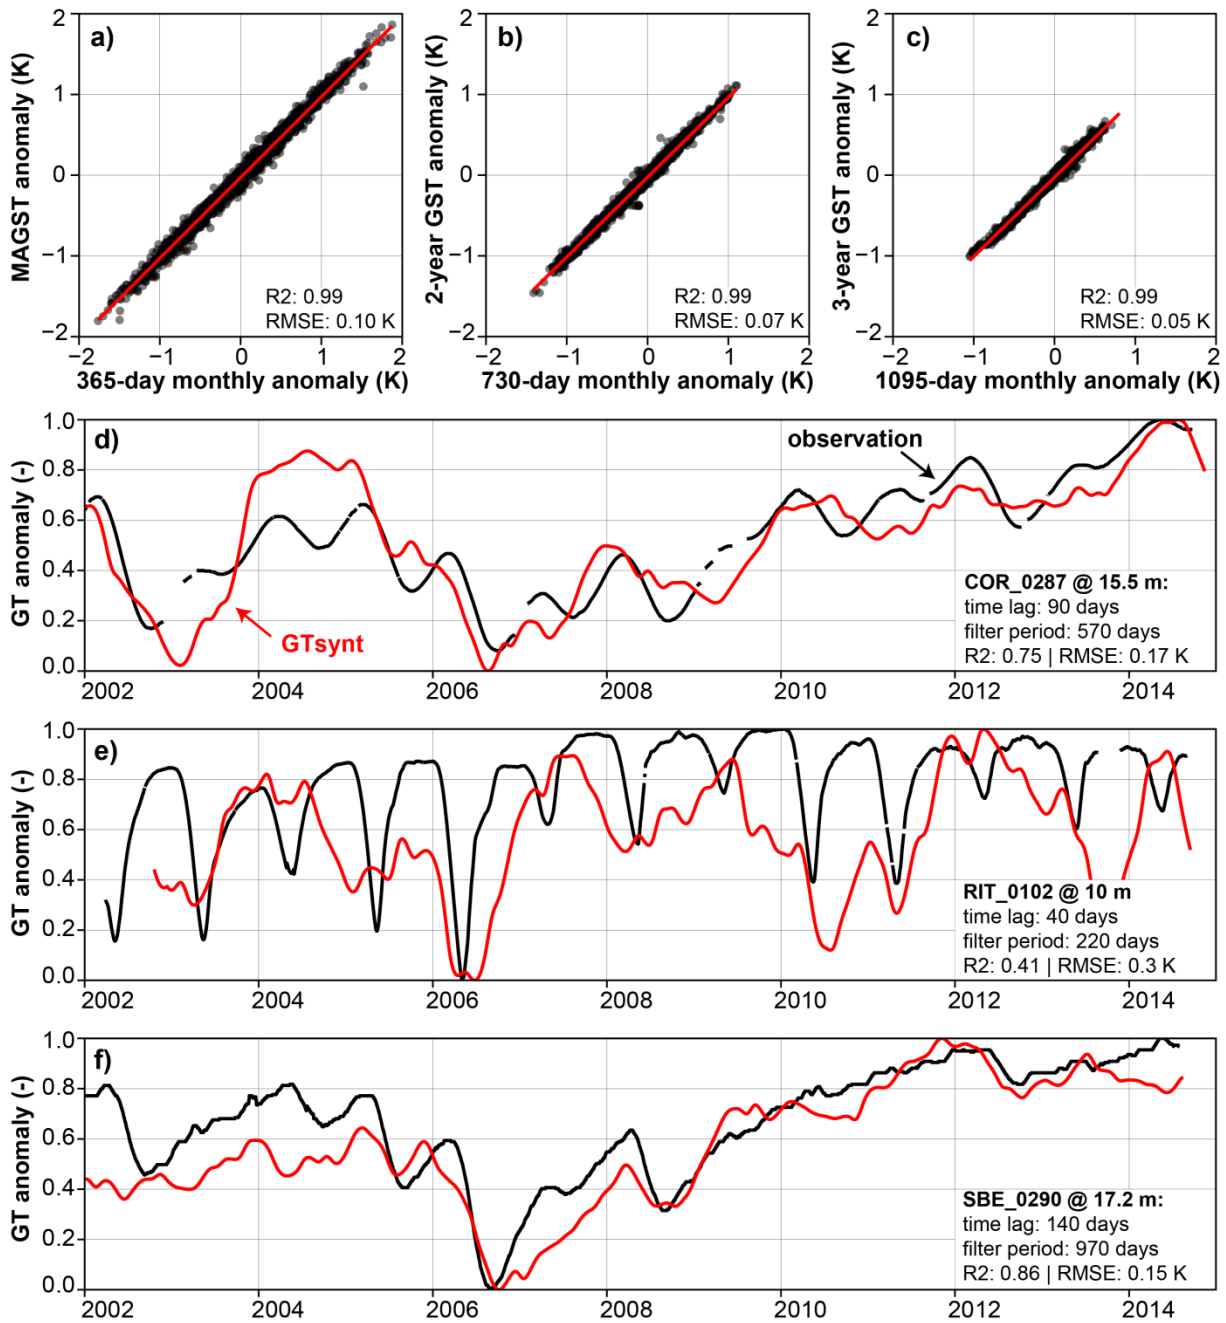 a)
MAGST anomaly (K)
2
1
0
−1
−2
R2: 0.99
RMSE: 0.10 K
−2 −1 0 1 2
365-day monthly anomaly (K)
b)
2-year GST anomaly (K)
R2: 0.99
RMSE: 0.07 K
−1 0 1 2
730-day monthly anomaly (K)
c)
3-year GST anomaly (K)
2
1
0
−1
−2
R2: 0.99
RMSE: 0.05 K
−2 −1 0 1 2
1095-day monthly anomaly (K)
d)
GT anomaly (-)
1.0
0.8
0.6
0.4
0.2
0.0
observation
GTsynt
COR_0287 @ 15.5 m:
time lag: 90 days
filter period: 570 days
R2: 0.75 | RMSE: 0.17 K
2002 2004 2006 2008 2010 2012 2014
e)
GT anomaly (-)
1.0
0.8
0.6
0.4
0.2
0.0
RIT_0102 @ 10 m
time lag: 40 days
filter period: 220 days
R2: 0.41 | RMSE: 0.3 K
2002 2004 2006 2008 2010 2012 2014
f)
GT anomaly (-)
1.0
0.8
0.6
0.4
0.2
0.0
SBE_0290 @ 17.2 m:
time lag: 140 days
filter period: 970 days
R2: 0.86 | RMSE: 0.15 K
2002 2004 2006 2008 2010 2012 2014